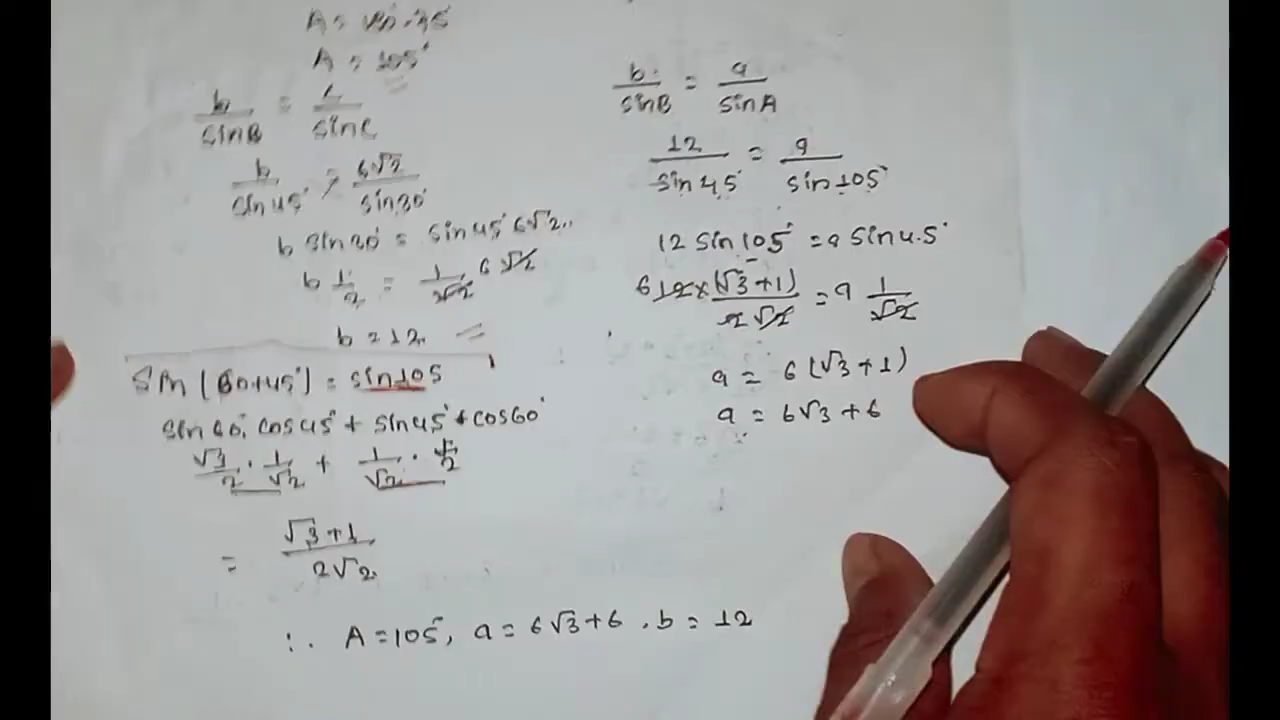 A = 180-75°
A = 105°
b/sinB = c/sinC
b/sin45° = 6√2/sin30°
b sin30° = sin45° 6√2
b 1/2 = 1/√2 6√2
b = 12
sin(60+45°) = sin105
sin60° cos45° + sin45° + cos60°
√3/2 . 1/√2 + 1/√2 . 1/2
= √3+1/2√2
b/sinB = a/sinA
12/sin45° = a/sin105°
12 sin105° = a sin45°
6 12×(√3+1)/2√2 = a 1/√2
a = 6(√3+1)
a = 6√3+6
∴ A=105°, a=6√3+6, b=12